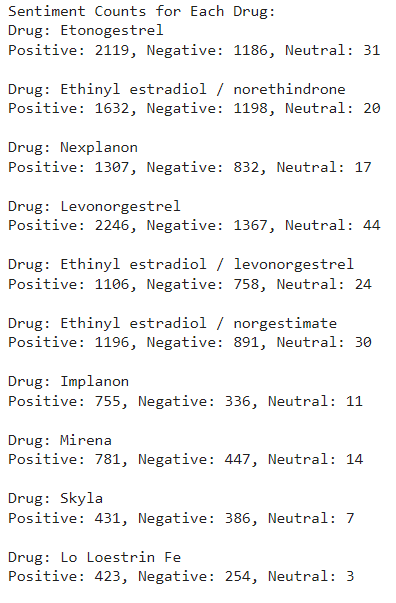 Sentiment Counts for Each Drug:
Drug: Etonogestrel
Positive: 2119, Negative: 1186, Neutral: 31
Drug: Ethinyl estradiol / norethindrone
Positive: 1632, Negative: 1198, Neutral: 20
Drug: Nexplanon
Positive: 1307, Negative: 832, Neutral: 17
Drug: Levonorgestrel
Positive: 2246, Negative: 1367, Neutral: 44
Drug: Ethinyl estradiol / levonorgestrel
Positive: 1106, Negative: 758, Neutral: 24
Drug: Ethinyl estradiol / norgestimate
Positive: 1196, Negative: 891, Neutral: 30
Drug: Implanon
Positive: 755, Negative: 336, Neutral: 11
Drug: Mirena
Positive: 781, Negative: 447, Neutral: 14
Drug: Skyla
Positive: 431, Negative: 386, Neutral: 7
Drug: Lo Loestrin Fe
Positive: 423, Negative: 254, Neutral: 3